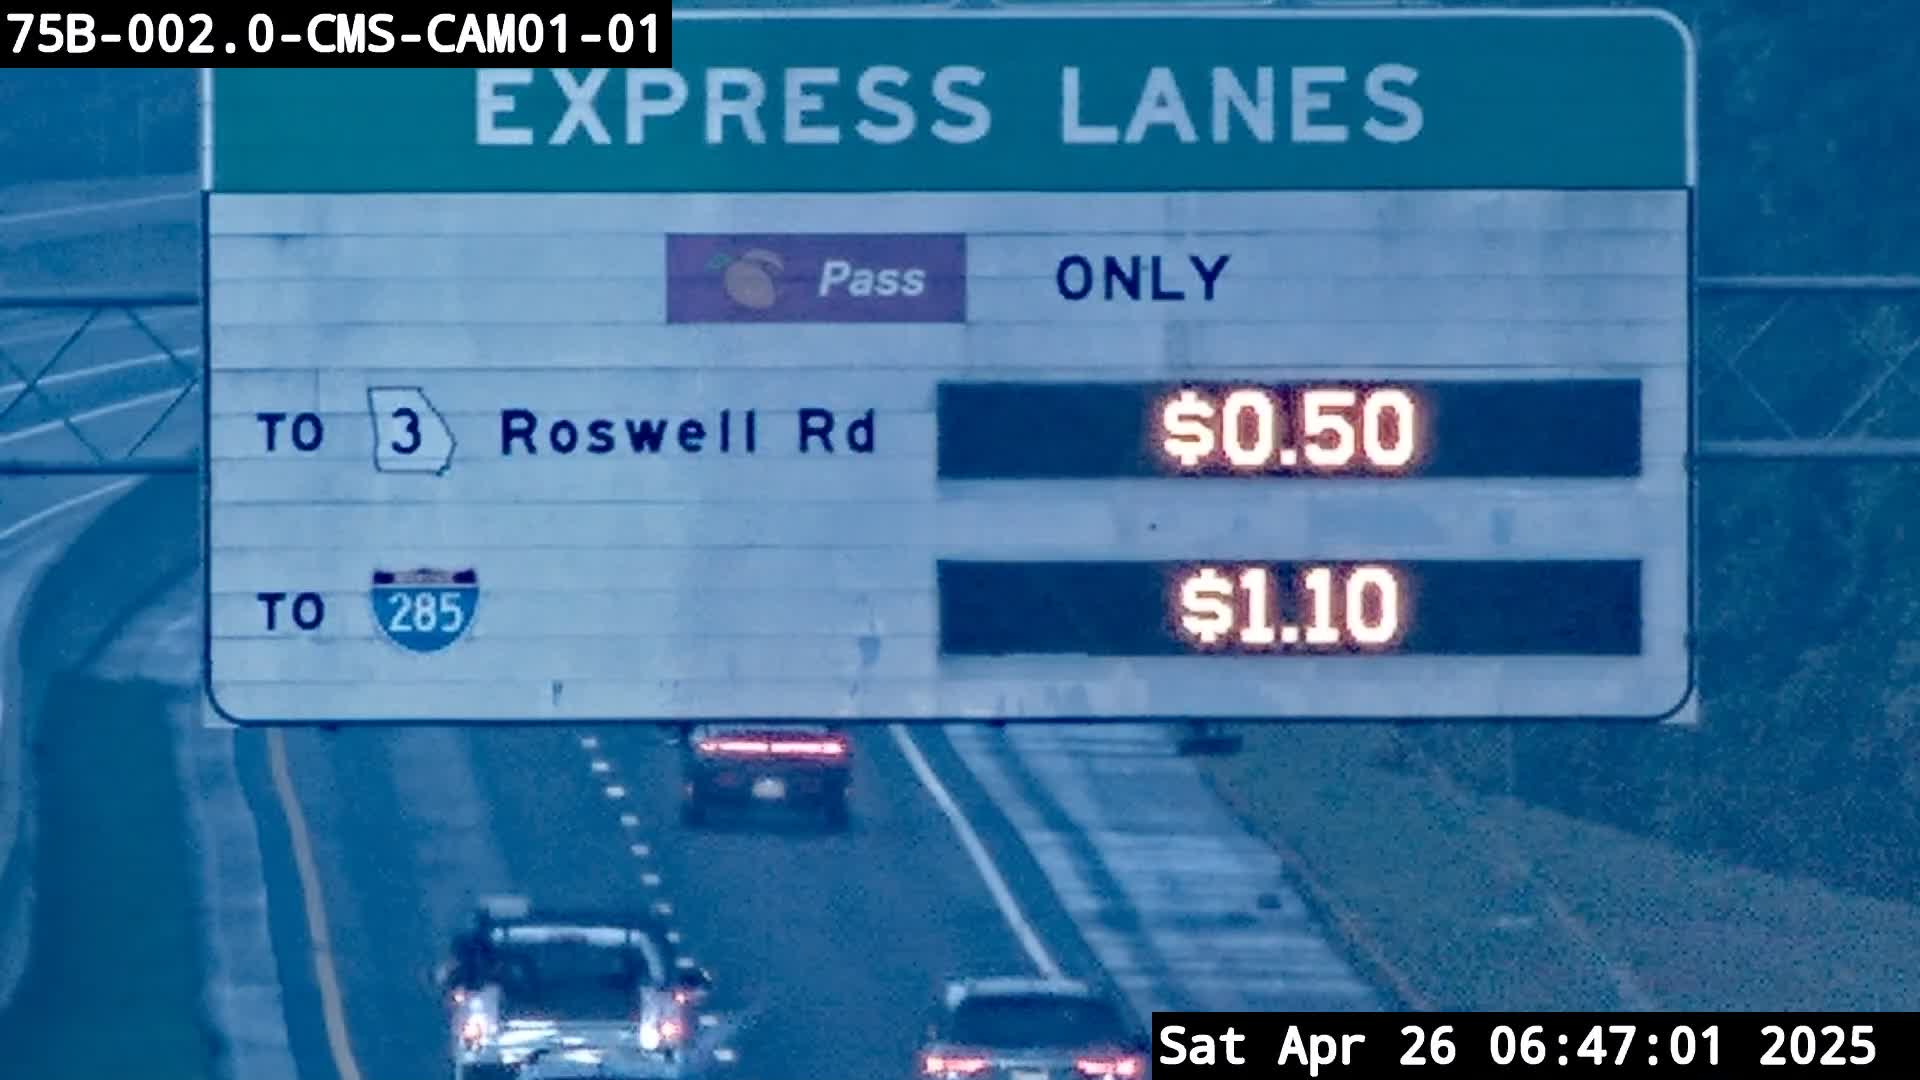 75B-002.0-CMS-CAM01-01
EXPRESS LANES
Pass ONLY
TO 3 Roswell Rd $0.50
TO 285 $1.10
Sat Apr 26 06:47:01 2025